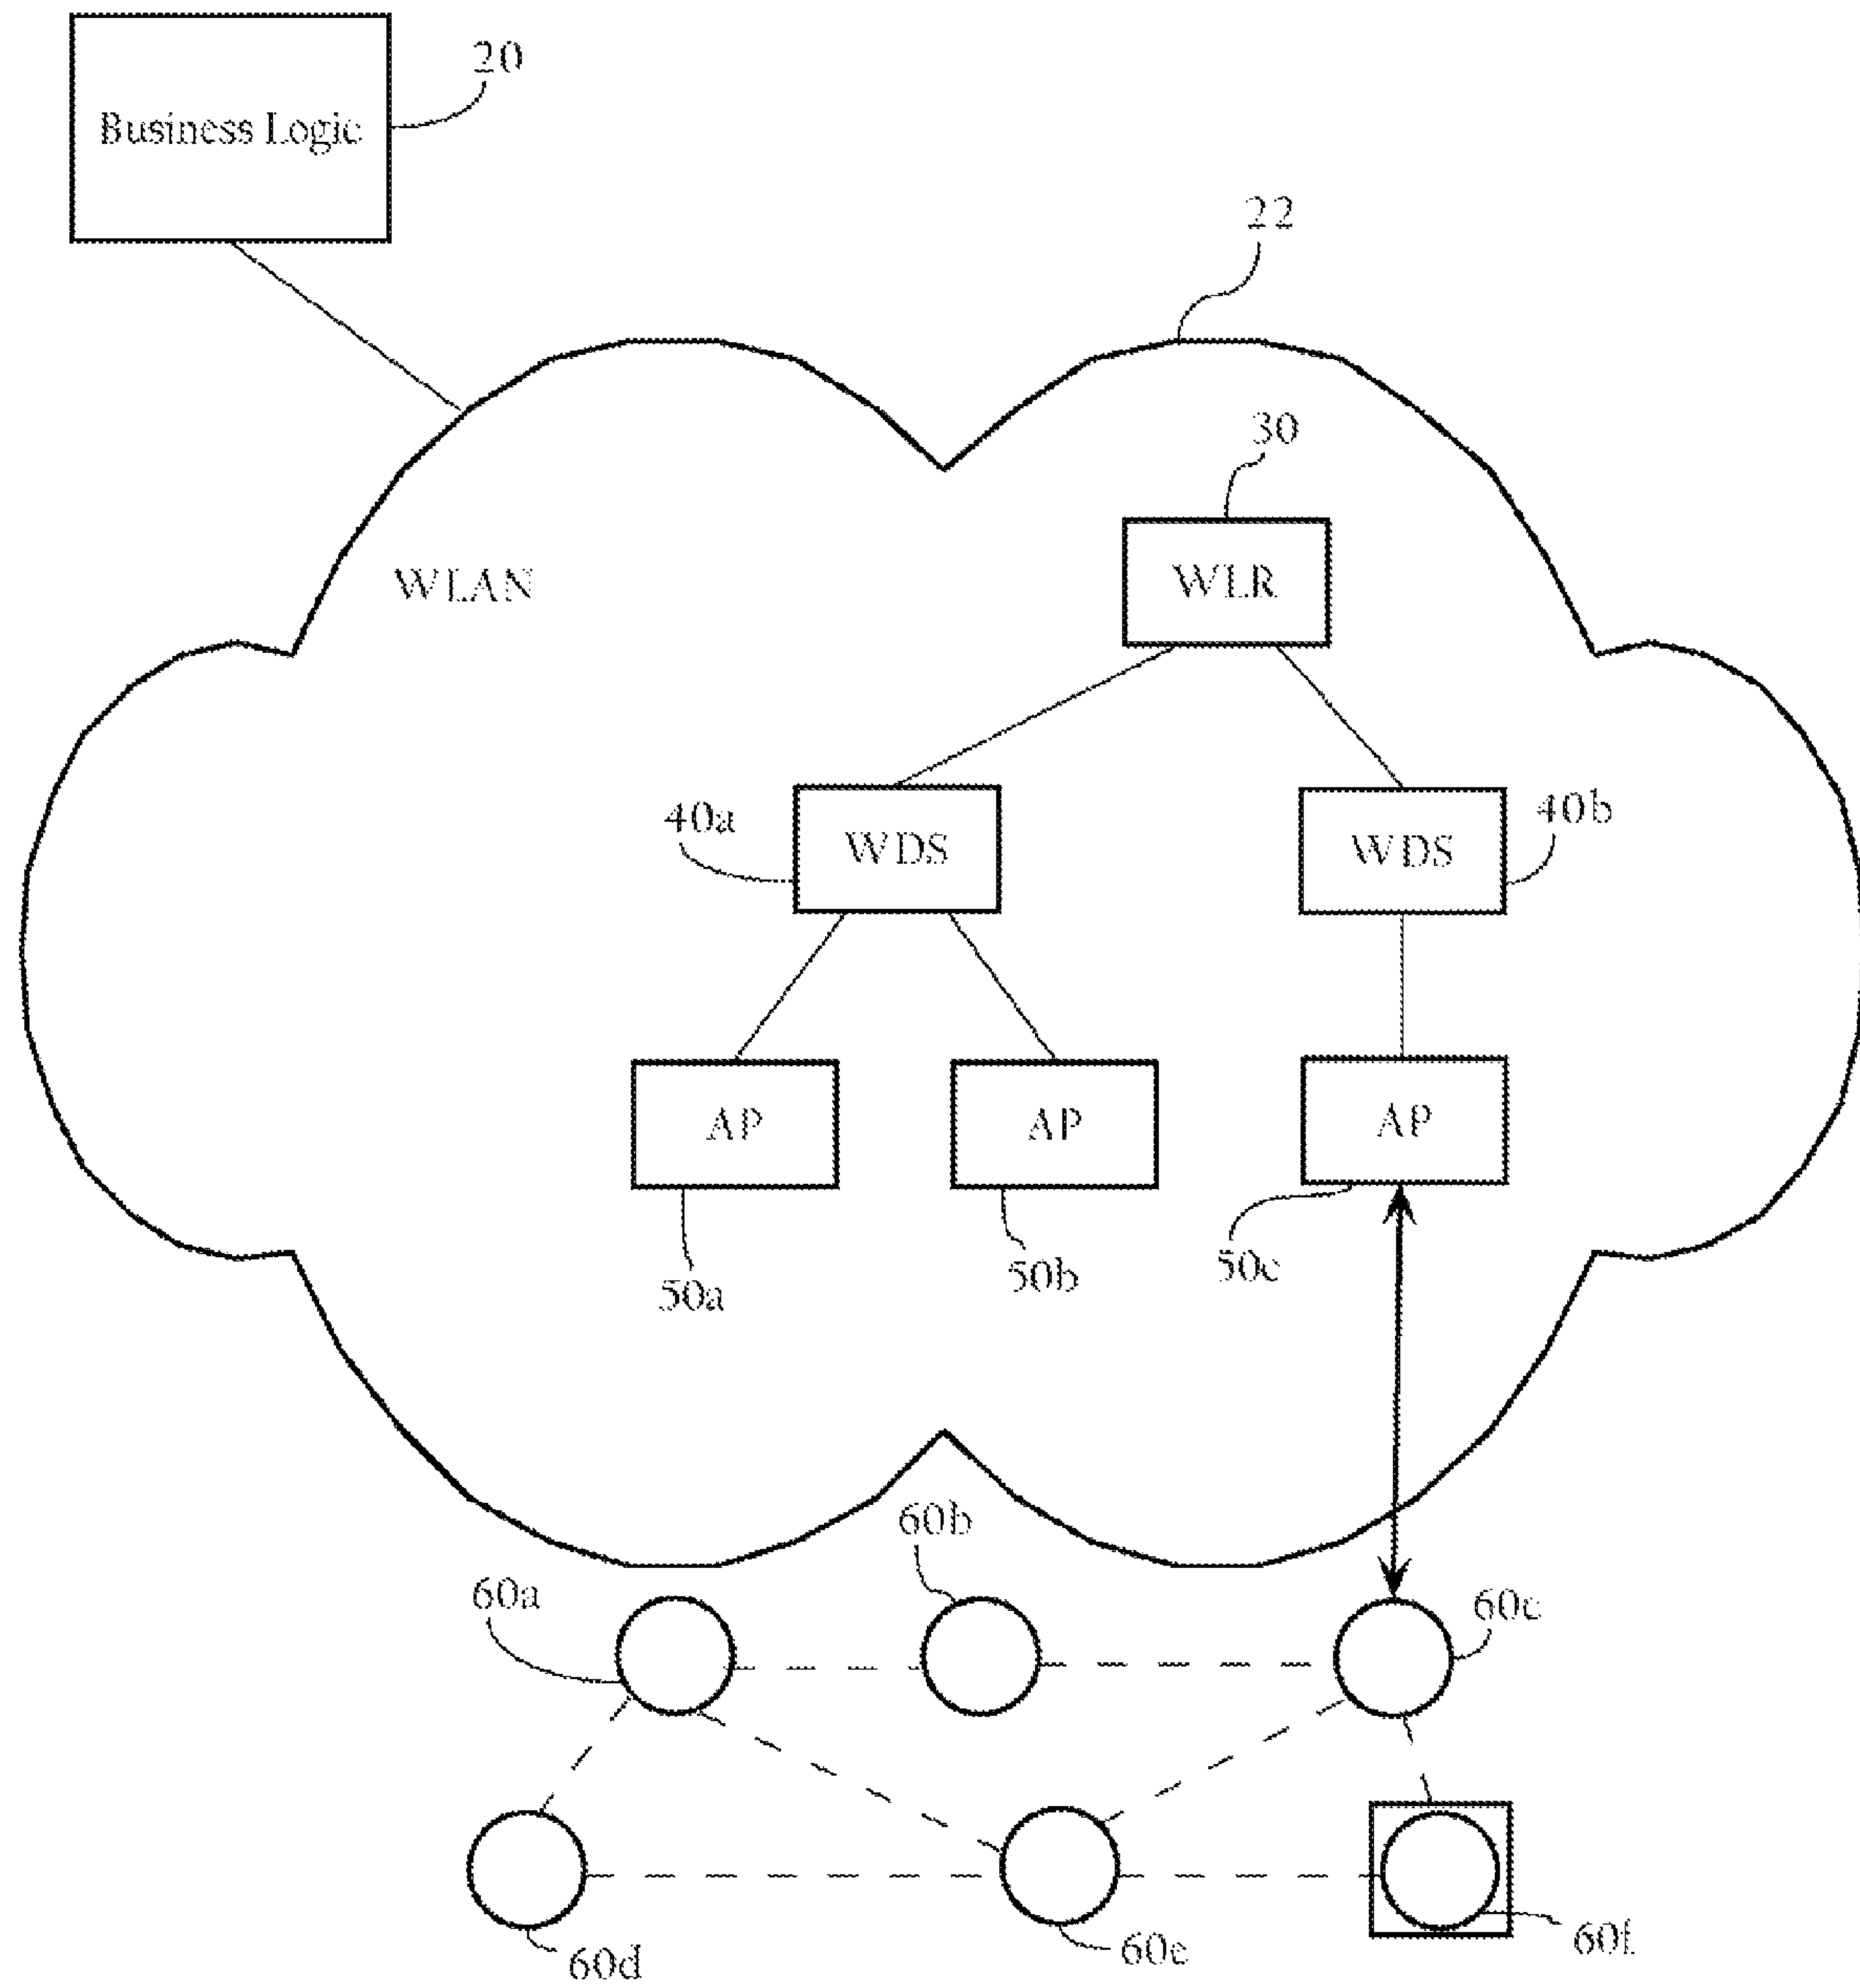 20
Business Logic
22
30
WLR
WLAN
40a
WDS
WDS
40b
AP
AP
AP
50a
50b
50c
60b
60a
60c
60d
60e
60f